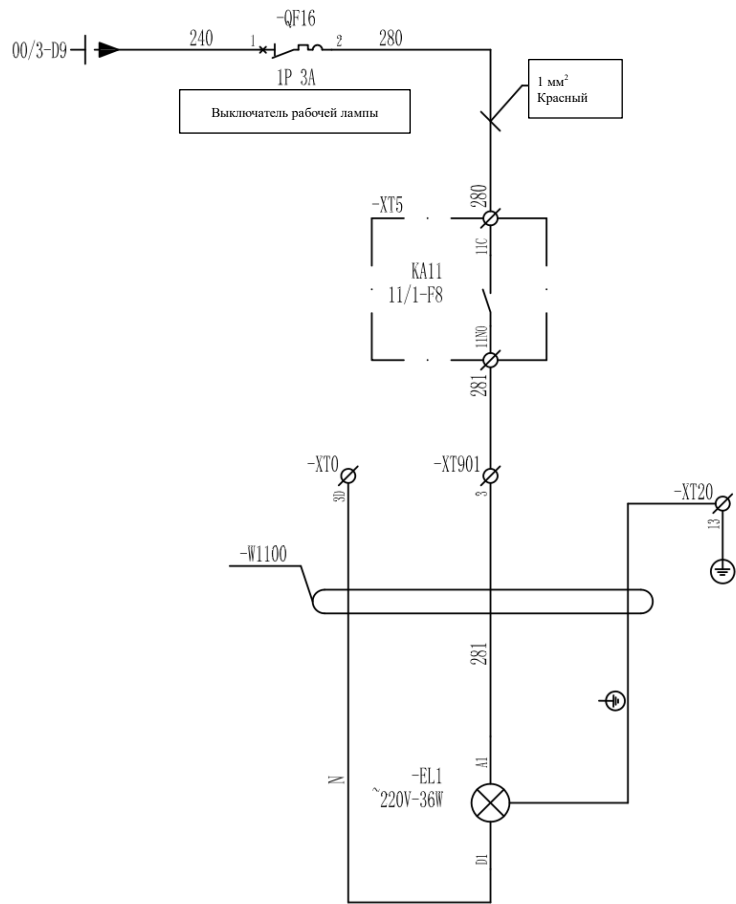 -QF16
00/3-D9
240
1
2
280
1P 3A
Выключатель рабочей лампы
1 мм²
Красный
280
-XT5
11C
KA11
11/1-F8
11NO
281
-XT0
3D
-XT901
3
-XT20
13
-W1100
281
N
A1
-EL1
~220V-36W
D1